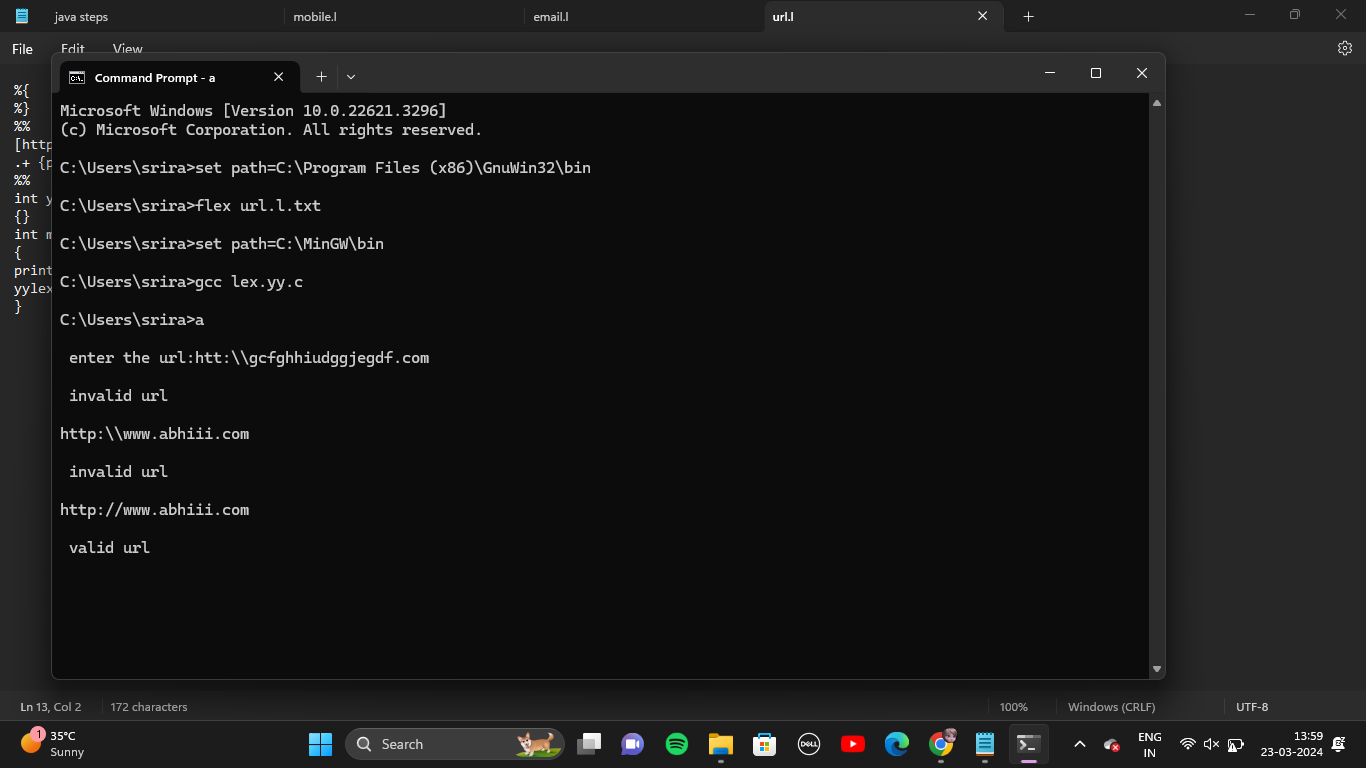 java steps
mobile.l
email.l
url.l
File Edit View
%{
%}
%%
[http
.+ {p
%%
int y
{}
int m
{
print
yylex
}
Command Prompt - a
Microsoft Windows [Version 10.0.22621.3296]
(c) Microsoft Corporation. All rights reserved.
C:\Users\srira>set path=C:\Program Files (x86)\GnuWin32\bin
C:\Users\srira>flex url.l.txt
C:\Users\srira>set path=C:\MinGW\bin
C:\Users\srira>gcc lex.yy.c
C:\Users\srira>a
enter the url:htt:\\gcfghhiudggjegdf.com
invalid url
http:\\www.abhiii.com
invalid url
http://www.abhiii.com
valid url
Ln 13, Col 2
172 characters
100%
Windows (CRLF)
UTF-8
1
35°C
Sunny
Search
DELL
ENG
IN
13:59
23-03-2024